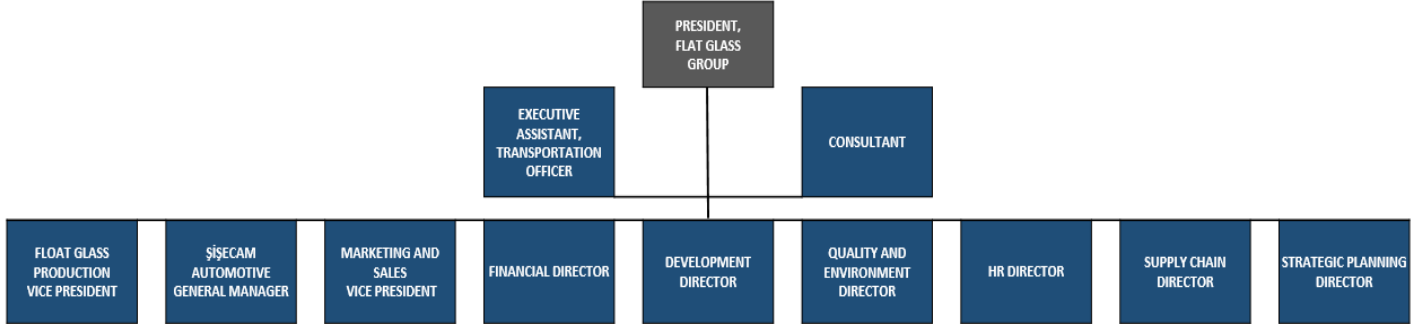 PRESIDENT,
FLAT GLASS
GROUP
EXECUTIVE
ASSISTANT,
TRANSPORTATION
OFFICER
CONSULTANT
FLOAT GLASS
PRODUCTION
VICE PRESIDENT
ŞİŞECAM
AUTOMOTIVE
GENERAL MANAGER
MARKETING AND
SALES
VICE PRESIDENT
FINANCIAL DIRECTOR
DEVELOPMENT
DIRECTOR
QUALITY AND
ENVIRONMENT
DIRECTOR
HR DIRECTOR
SUPPLY CHAIN
DIRECTOR
STRATEGIC PLANNING
DIRECTOR